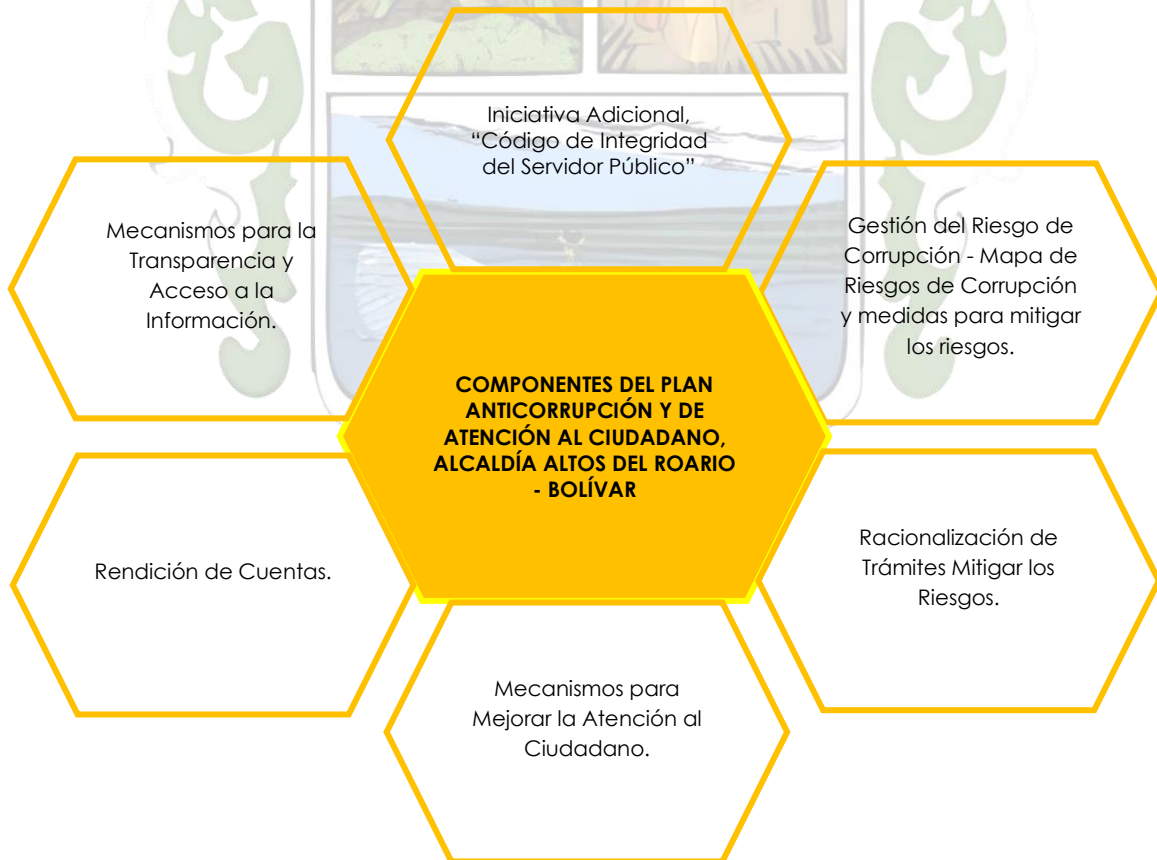 Iniciativa Adicional,
“Código de Integridad
del Servidor Público”
Mecanismos para la
Transparencia y
Acceso a la
Información.
Gestión del Riesgo de
Corrupción - Mapa de
Riesgos de Corrupción
y medidas para mitigar
los riesgos.
COMPONENTES DEL PLAN
ANTICORRUPCIÓN Y DE
ATENCIÓN AL CIUDADANO,
ALCALDÍA ALTOS DEL ROARIO
- BOLÍVAR
Rendición de Cuentas.
Racionalización de
Trámites Mitigar los
Riesgos.
Mecanismos para
Mejorar la Atención al
Ciudadano.